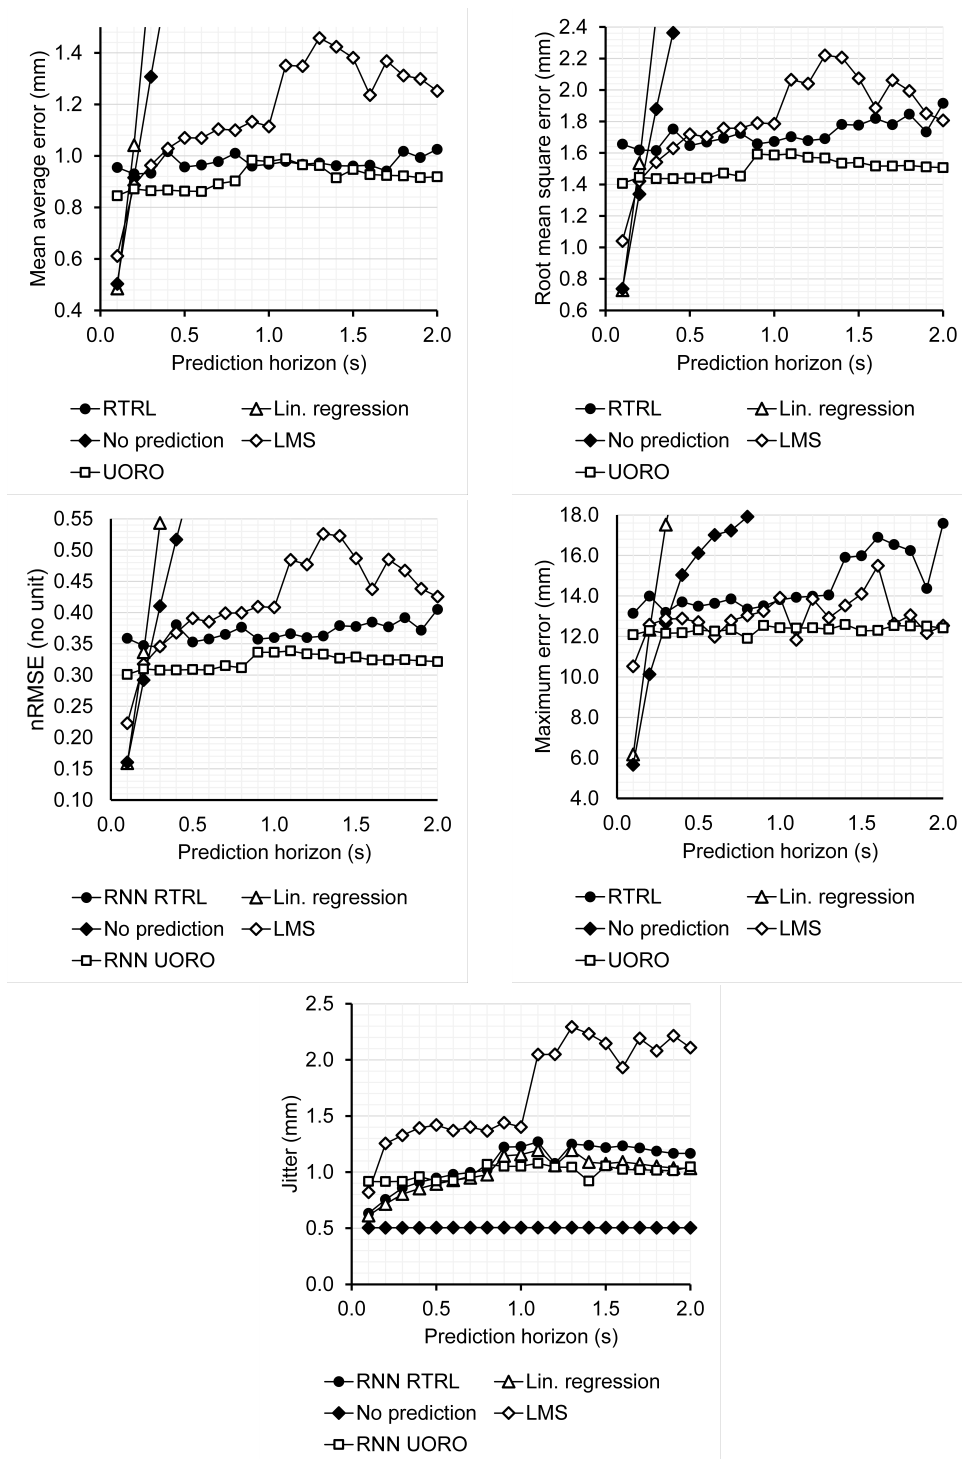 Mean average error (mm)
1.4
1.2
1.0
0.8
0.6
0.4
0.0 0.5 1.0 1.5 2.0
Prediction horizon (s)
RTRL Lin. regression
No prediction LMS
UORO
Root mean square error (mm)
2.4
2.2
2.0
1.8
1.6
1.4
1.2
1.0
0.8
0.6
0.0 0.5 1.0 1.5 2.0
Prediction horizon (s)
RTRL Lin. regression
No prediction LMS
UORO
nRMSE (no unit)
0.55
0.50
0.45
0.40
0.35
0.30
0.25
0.20
0.15
0.10
0.0 0.5 1.0 1.5 2.0
Prediction horizon (s)
RNN RTRL Lin. regression
No prediction LMS
RNN UORO
Maximum error (mm)
18.0
16.0
14.0
12.0
10.0
8.0
6.0
4.0
0.0 0.5 1.0 1.5 2.0
Prediction horizon (s)
RTRL Lin. regression
No prediction LMS
UORO
Jitter (mm)
2.5
2.0
1.5
1.0
0.5
0.0
0.0 0.5 1.0 1.5 2.0
Prediction horizon (s)
RNN RTRL Lin. regression
No prediction LMS
RNN UORO